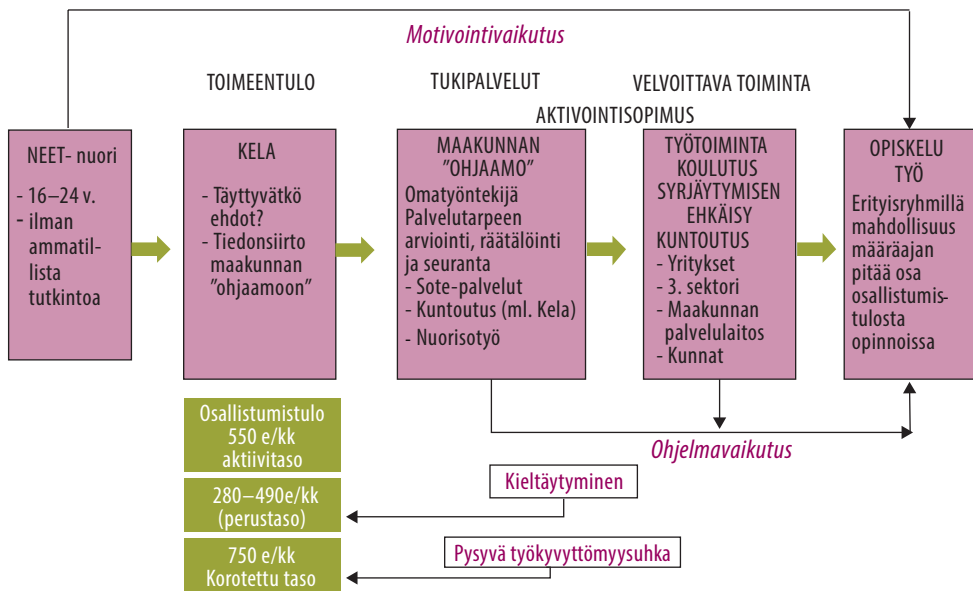 Motivointivaikutus
TOIMEENTULO
TUKIPALVELUT
VELVOITTAVA TOIMINTA
AKTIVOINTISOPIMUS
NEET- nuori
- 16–24 v.
- ilman
ammatil-
lista
tutkintoa
KELA
- Täyttyvätkö
ehdot?
- Tiedonsiirto
maakunnan
"ohjaamoon"
MAAKUNNAN
"OHJAAMO"
Omatyöntekijä
Palvelutarpeen
arviointi, räätälöinti
ja seuranta
- Sote-palvelut
- Kuntoutus (ml. Kela)
- Nuorisotyö
TYÖTOIMINTA
KOULUTUS
SYRJÄYTYMISEN
EHKÄISY
KUNTOUTUS
- Yritykset
- 3. sektori
- Maakunnan
palvelulaitos
- Kunnat
OPISKELU
TYÖ
Erityisryhmillä
mahdollisuus
määräajan
pitää osa
osallistumis-
tulosta
opinnoissa
Ohjelmavaikutus
Osallistumistulo
550 e/kk
aktiivitaso
Kieltäytyminen
280–490e/kk
(perustaso)
Pysyvä työkyvyttömyysuhka
750 e/kk
Korotettu taso